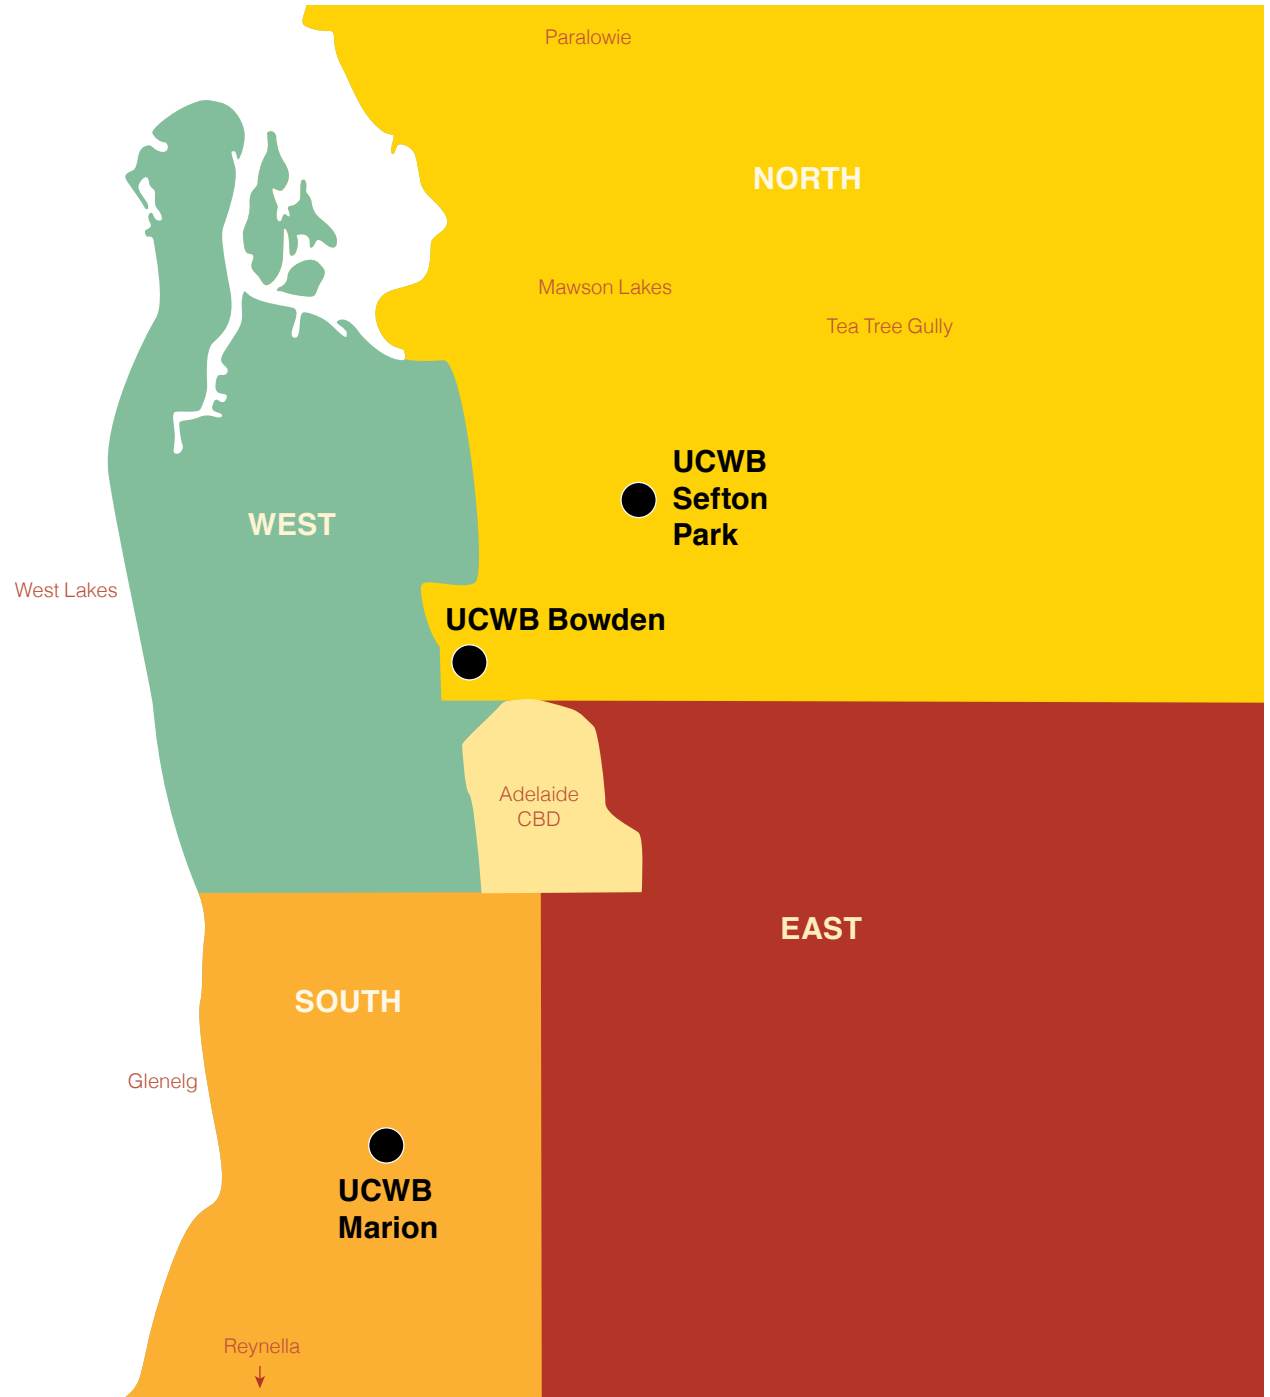 Paralowie
NORTH
Mawson Lakes
Tea Tree Gully
UCWB
Sefton
Park
WEST
West Lakes
UCWB Bowden
Adelaide
CBD
EAST
SOUTH
Glenelg
UCWB
Marion
Reynella